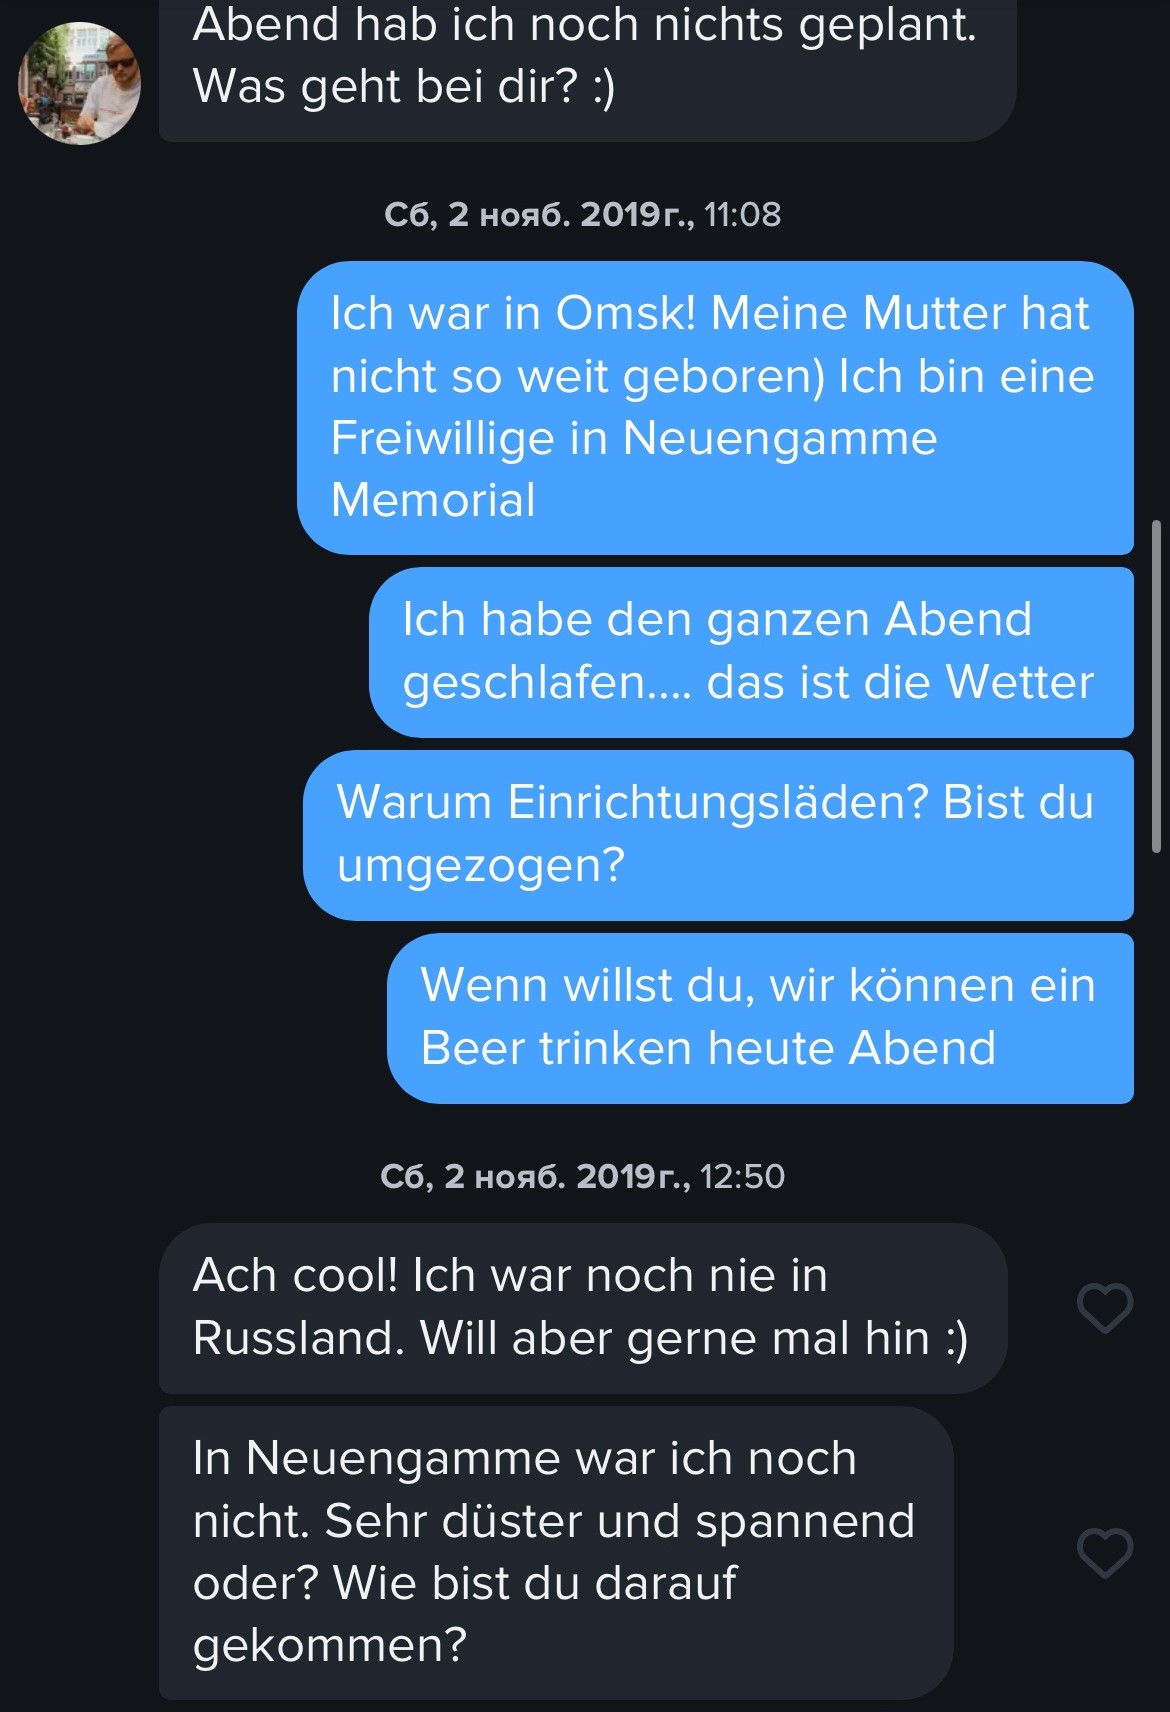 Abend hab ich noch nichts geplant.
Was geht bei dir? :)
Сб, 2 нояб. 2019 г., 11:08
Ich war in Omsk! Meine Mutter hat
nicht so weit geboren) Ich bin eine
Freiwillige in Neuengamme
Memorial
Ich habe den ganzen Abend
geschlafen.... das ist die Wetter
Warum Einrichtungsläden? Bist du
umgezogen?
Wenn willst du, wir können ein
Beer trinken heute Abend
Сб, 2 нояб. 2019 г., 12:50
Ach cool! Ich war noch nie in
Russland. Will aber gerne mal hin :)
In Neuengamme war ich noch
nicht. Sehr düster und spannend
oder? Wie bist du darauf
gekommen?